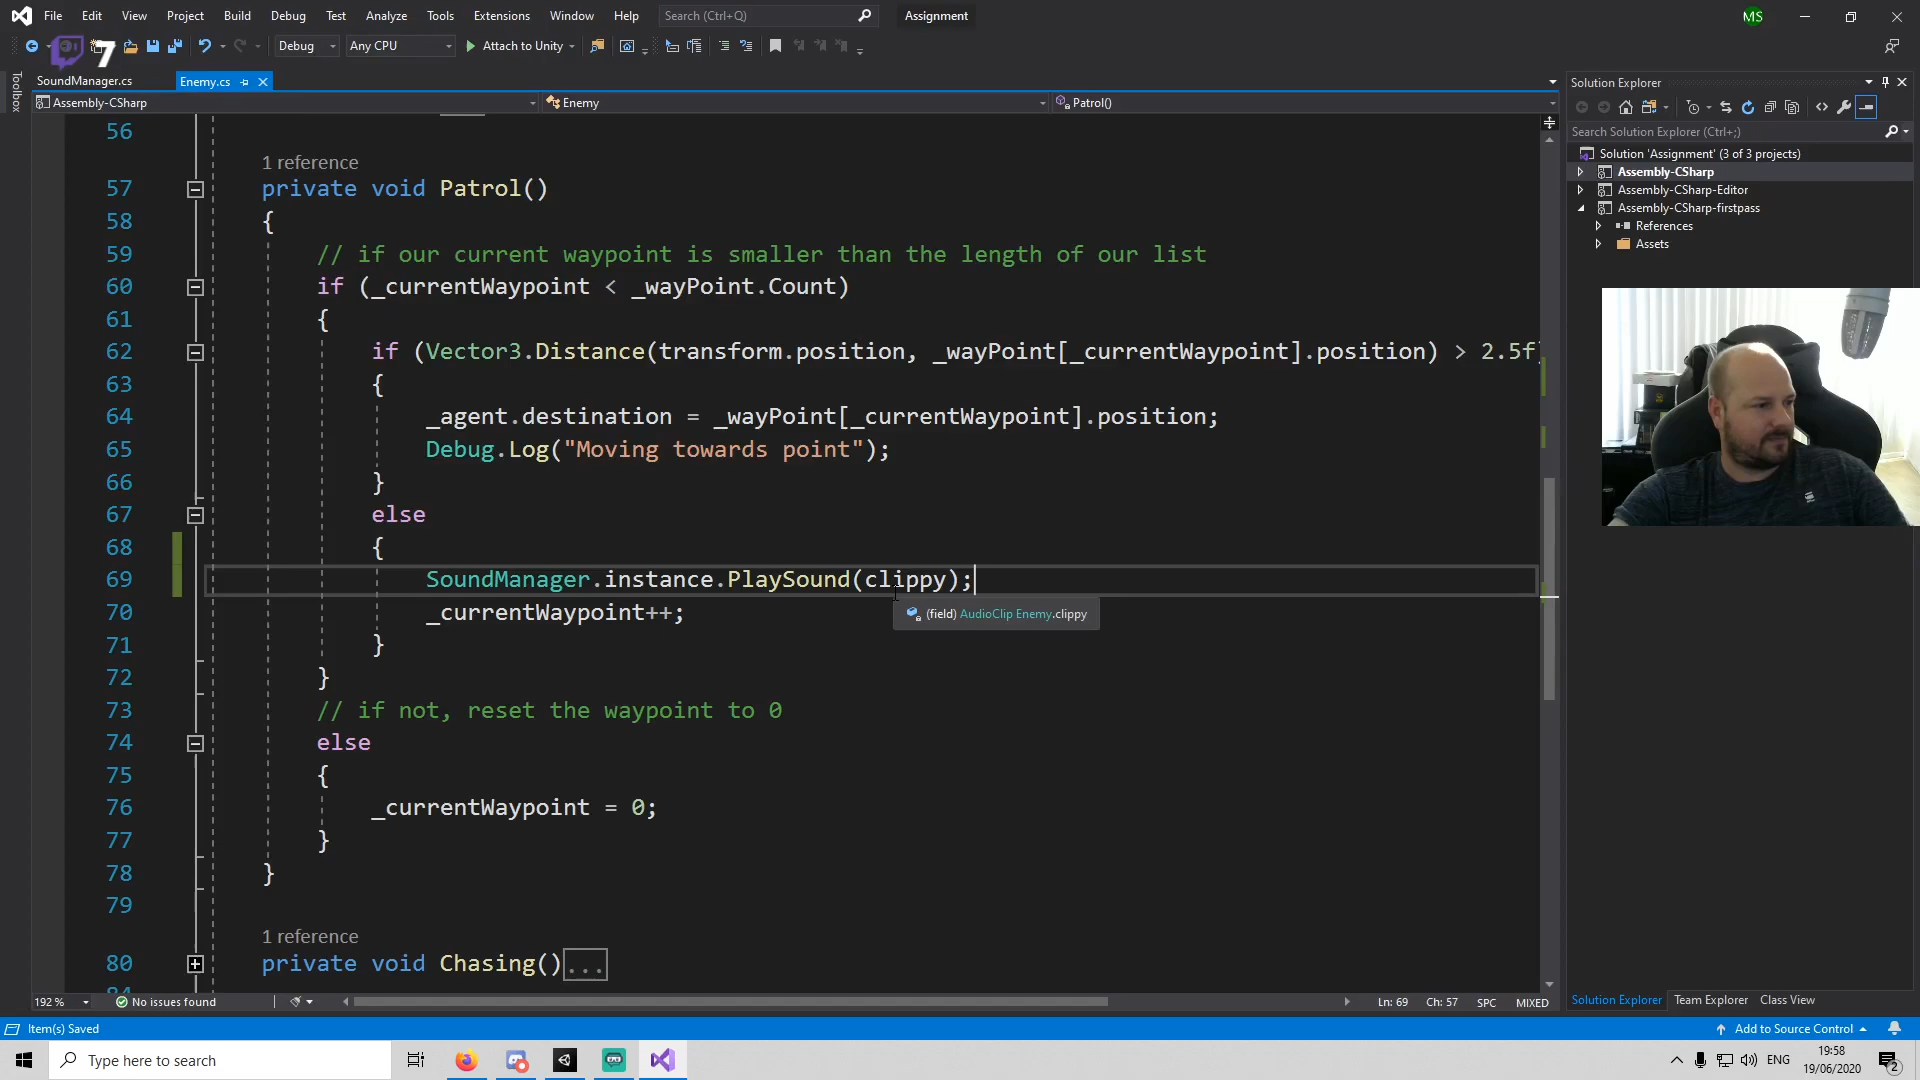 File Edit View Project Build Debug Test Analyze Tools Extensions Window Help Search (Ctrl+Q) Assignment MS
7 Debug Any CPU Attach to Unity
Toolbox
SoundManager.cs Enemy.cs
Assembly-CSharp Enemy Patrol()
56
1 reference
57 private void Patrol()
58 {
59 // if our current waypoint is smaller than the length of our list
60 if (_currentWaypoint < _wayPoint.Count)
61 {
62 if (Vector3.Distance(transform.position, _wayPoint[_currentWaypoint].position) > 2.5f)
63 {
64 _agent.destination = _wayPoint[_currentWaypoint].position;
65 Debug.Log("Moving towards point");
66 }
67 else
68 {
69 SoundManager.instance.PlaySound(clippy);
(field) AudioClip Enemy.clippy
70 _currentWaypoint++;
71 }
72 }
73 // if not, reset the waypoint to 0
74 else
75 {
76 _currentWaypoint = 0;
77 }
78 }
79
1 reference
80 private void Chasing()...
192 % No issues found Ln: 69 Ch: 57 SPC MIXED
Solution Explorer
Search Solution Explorer (Ctrl+;)
Solution 'Assignment' (3 of 3 projects)
Assembly-CSharp
Assembly-CSharp-Editor
Assembly-CSharp-firstpass
References
Assets
Solution Explorer Team Explorer Class View
Item(s) Saved Add to Source Control
Type here to search
ENG 19:58
19/06/2020
2